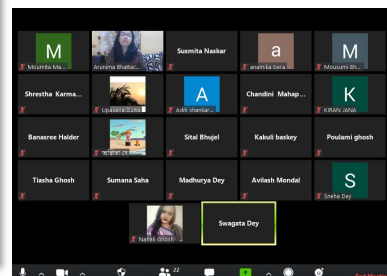 M
Moumita Ma...
Arunima Bhattac...
Susmita Naskar
a
anamika bera
M
Mousumi Bh...
Shrestha Karma...
Upasana Dutta
A
Aditi shankar...
Chandini Mahap...
K
KIRAN JANA
Banasree Halder
Sital Bhujel
Kakuli baskey
Poulami ghosh
Tiasha Ghosh
Sumana Saha
Madhurya Dey
Avilash Mondal
S
Sneha Dey
Ghosh
Swagata Dey
22